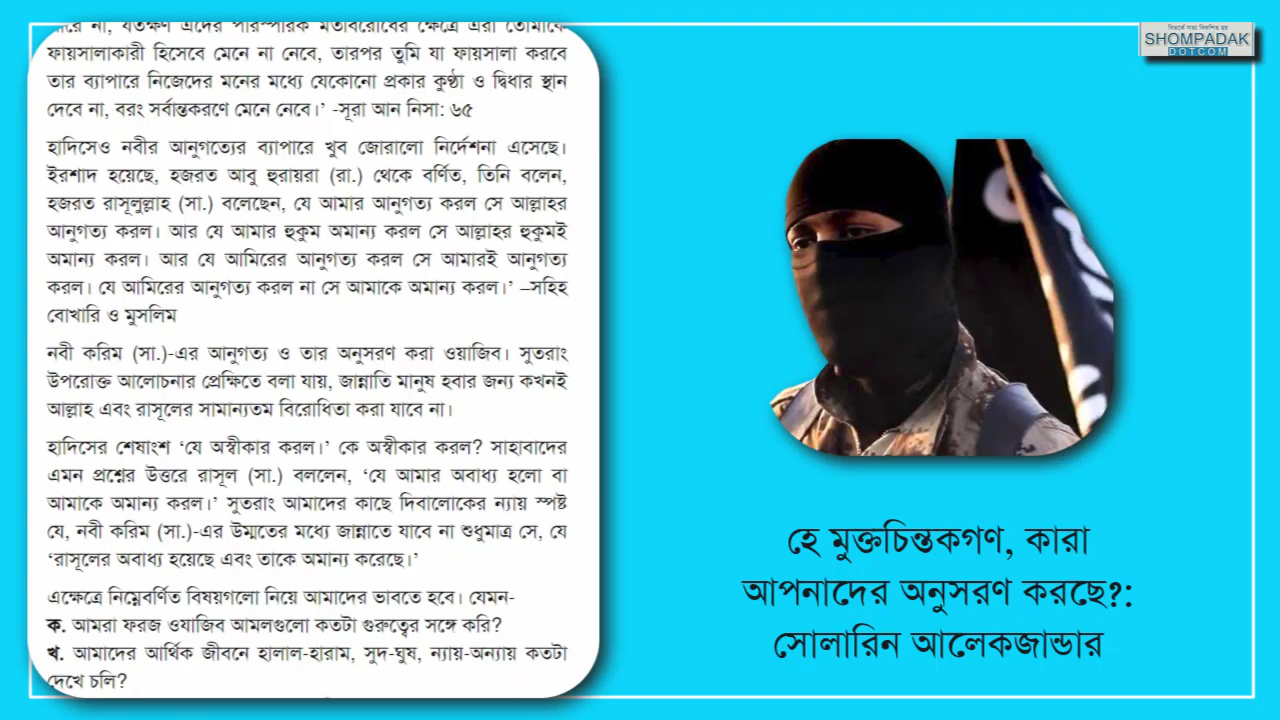 ফায়সালাকারী হিসেবে মেনে না নেবে, তারপর তুমি যা ফায়সালা করবে
তার ব্যাপারে নিজেদের মনের মধ্যে যেকোনো প্রকার কুণ্ঠা ও দ্বিধার স্থান
দেবে না, বরং সর্বান্তকরণে মেনে নেবে।’ -সূরা আন নিসা: ৬৫
হাদিসেও নবীর আনুগত্যের ব্যাপারে খুব জোরালো নির্দেশনা এসেছে।
ইরশাদ হয়েছে, হজরত আবু হুরায়রা (রা.) থেকে বর্ণিত, তিনি বলেন,
হজরত রাসূলুল্লাহ (সা.) বলেছেন, যে আমার আনুগত্য করল সে আল্লাহর
আনুগত্য করল। আর যে আমার হুকুম অমান্য করল সে আল্লাহর হুকুমই
অমান্য করল। আর যে আমিরের আনুগত্য করল সে আমারই আনুগত্য
করল। যে আমিরের আনুগত্য করল না সে আমাকে অমান্য করল।’ –সহিহ
বোখারি ও মুসলিম
নবী করিম (সা.)-এর আনুগত্য ও তার অনুসরণ করা ওয়াজিব। সুতরাং
উপরোক্ত আলোচনার প্রেক্ষিতে বলা যায়, জান্নাতি মানুষ হবার জন্য কখনই
আল্লাহ এবং রাসূলের সামান্যতম বিরোধিতা করা যাবে না।
হাদিসের শেষাংশ ‘যে অস্বীকার করল।’ কে অস্বীকার করল? সাহাবাদের
এমন প্রশ্নের উত্তরে রাসূল (সা.) বললেন, ‘যে আমার অবাধ্য হলো বা
আমাকে অমান্য করল।’ সুতরাং আমাদের কাছে দিবালোকের ন্যায় স্পষ্ট
যে, নবী করিম (সা.)-এর উম্মতের মধ্যে জান্নাতে যাবে না শুধুমাত্র সে, যে
‘রাসূলের অবাধ্য হয়েছে এবং তাকে অমান্য করেছে।’
এক্ষেত্রে নিম্নেবর্ণিত বিষয়গলো নিয়ে আমাদের ভাবতে হবে। যেমন-
ক. আমরা ফরজ ওযাজিব আমলগুলো কতটা গুরুত্বের সঙ্গে করি?
খ. আমাদের আর্থিক জীবনে হালাল-হারাম, সুদ-ঘুষ, ন্যায়-অন্যায় কতটা
দেখে চলি?
SHOMPADAK
DOTCOM
হে মুক্তচিন্তকগণ, কারা
আপনাদের অনুসরণ করছে?:
সোলারিন আলেকজান্ডার